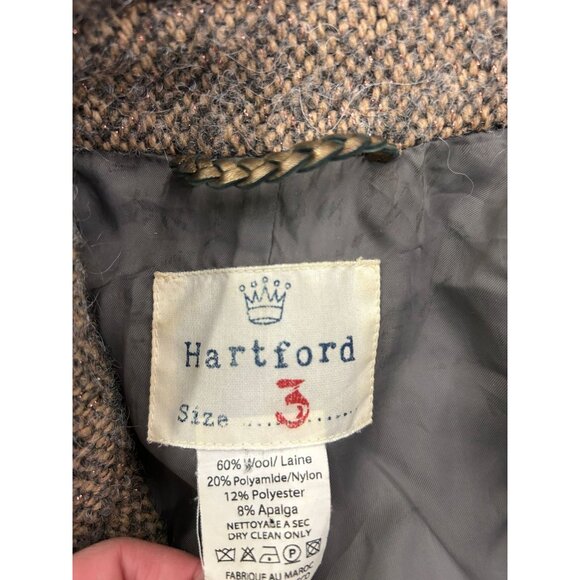 Hartford
Size ............... 3
60% Wool/ Laine
20% Polyamide/Nylon
12% Polyester
8% Apalga
NETTOYAGE A SEC
DRY CLEAN ONLY
FABRIQUE AU MAROC